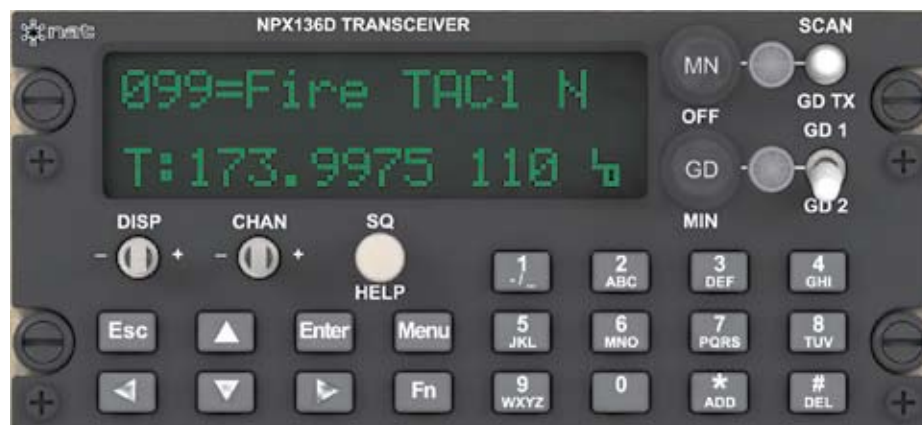 nat
NPX136D TRANSCEIVER
SCAN
099=Fire TAC1 N
MN
OFF
GD TX
GD 1
T:173.9975 110
GD
GD 2
MIN
DISP
CHAN
SQ
- +
- +
HELP
1 -/_
2 ABC
3 DEF
4 GHI
Esc
Enter
Menu
5 JKL
6 MNO
7 PQRS
8 TUV
Fn
9 WXYZ
0
* ADD
# DEL